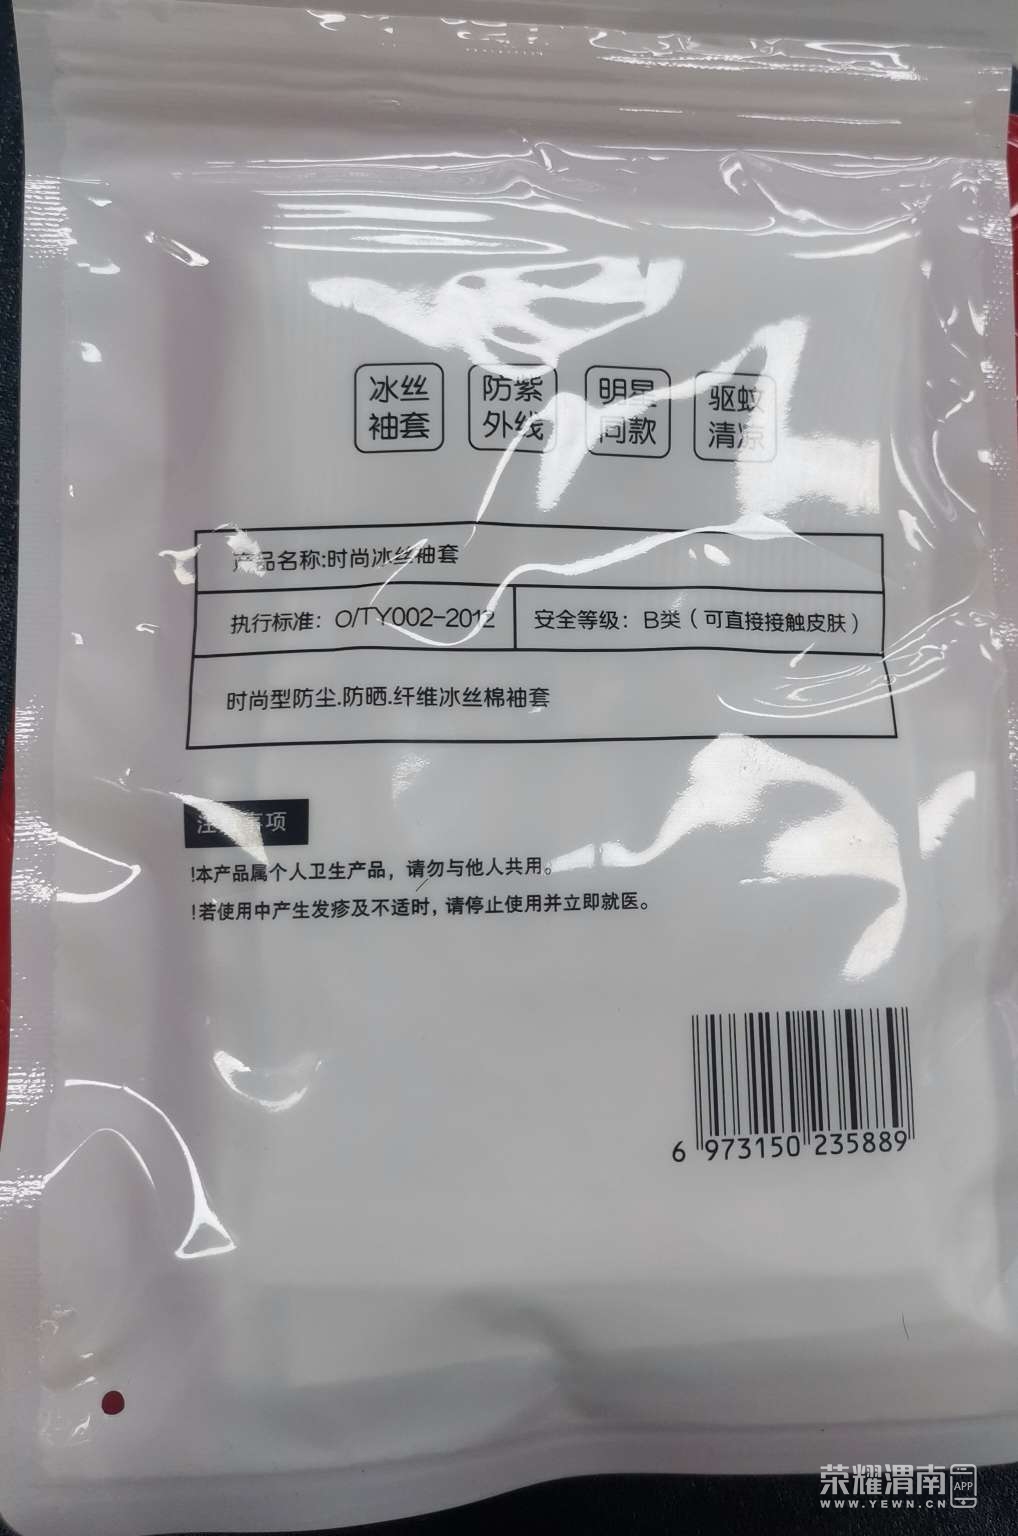 冰丝
袖套
防紫
外线
明星
同款
驱蚊
清凉
产品名称:时尚冰丝袖套
执行标准：O/TY002-2012
安全等级：B类（可直接接触皮肤）
时尚型防尘.防晒.纤维冰丝棉袖套
注意事项
!本产品属个人卫生产品，请勿与他人共用。
!若使用中产生发疹及不适时，请停止使用并立即就医。
6 973150 235889
荣耀渭南 APP
WWW.YEWN.CN